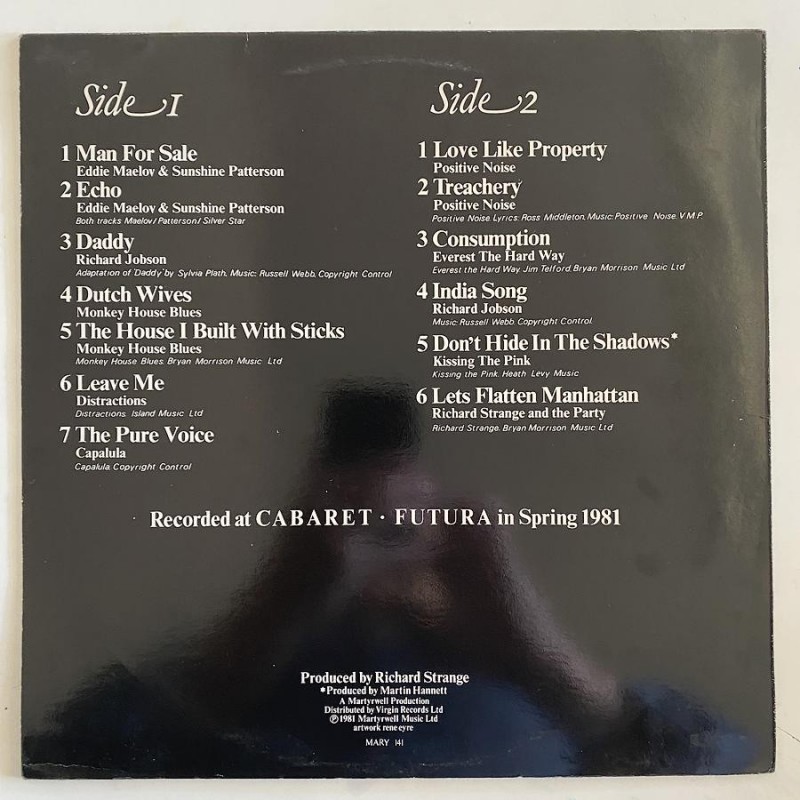 Side 1
1 Man For Sale
Eddie Maelov & Sunshine Patterson
2 Echo
Eddie Maelov & Sunshine Patterson
Both tracks Maelov/Patterson/Silver Star
3 Daddy
Richard Jobson
Adaptation of 'Daddy' by Sylvia Plath. Music: Russell Webb. Copyright Control
4 Dutch Wives
Monkey House Blues
5 The House I Built With Sticks
Monkey House Blues
Monkey House Blues. Bryan Morrison Music Ltd
6 Leave Me
Distractions
Distractions. Island Music Ltd
7 The Pure Voice
Capalula
Capalula. Copyright Control
Side 2
1 Love Like Property
Positive Noise
2 Treachery
Positive Noise
Positive Noise Lyrics: Ross Middleton. Music: Positive Noise. V.M.P.
3 Consumption
Everest The Hard Way
Everest the Hard Way. Jim Telford. Bryan Morrison Music Ltd
4 India Song
Richard Jobson
Music: Russell Webb. Copyright Control.
5 Don't Hide In The Shadows*
Kissing The Pink
Kissing the Pink. Heath Levy Music
6 Lets Flatten Manhattan
Richard Strange and the Party
Richard Strange. Bryan Morrison Music Ltd
Recorded at CABARET · FUTURA in Spring 1981
Produced by Richard Strange
*Produced by Martin Hannett
A Martyrwell Production
Distributed by Virgin Records Ltd
℗ 1981 Martyrwell Music Ltd
artwork rene eyre
MARY 141